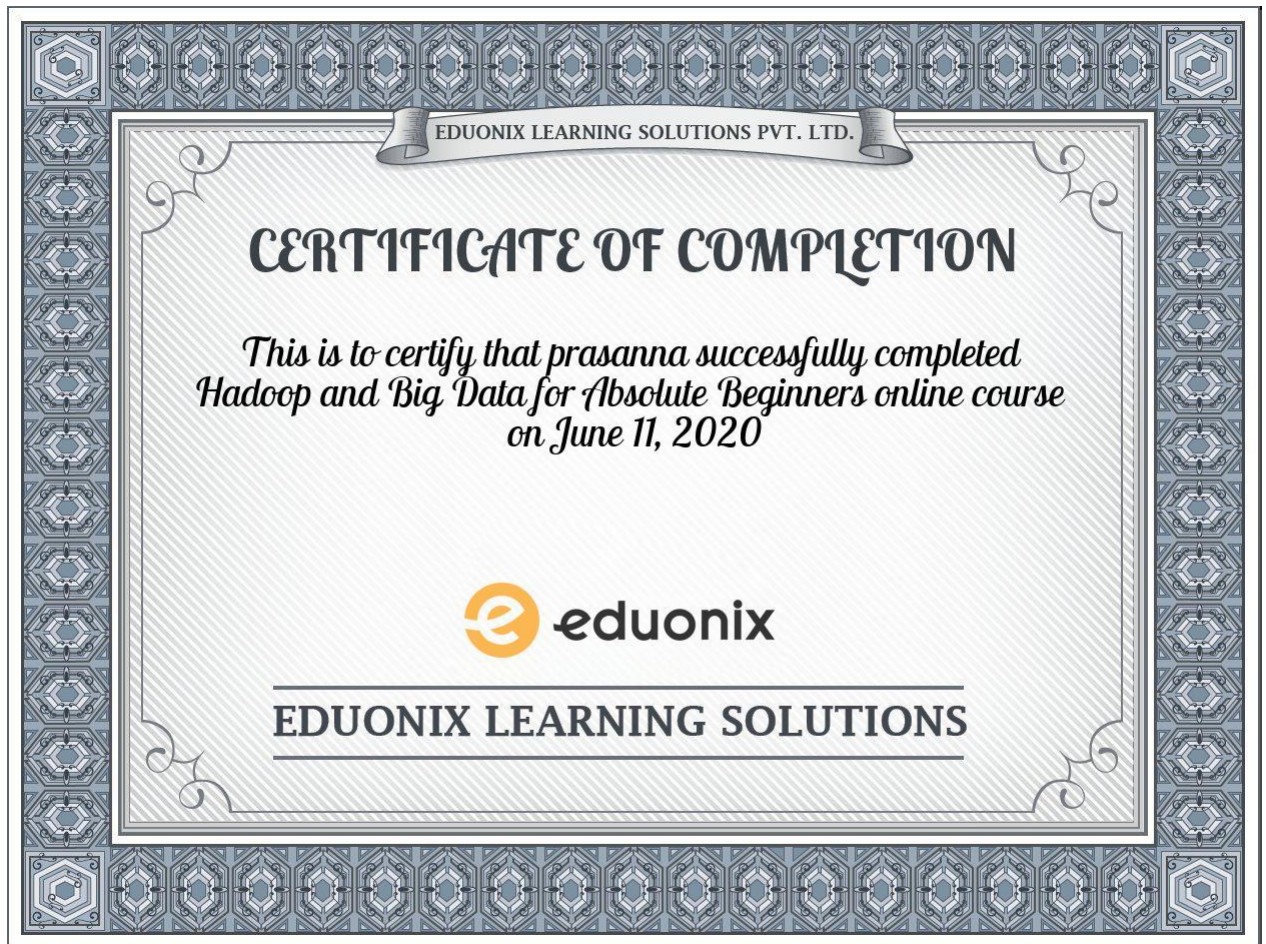 EDUONIX LEARNING SOLUTIONS PVT. LTD.
CERTIFICATE OF COMPLETION
This is to certify that prasanna successfully completed
Hadoop and Big Data for Absolute Beginners online course
on June 11, 2020
eduonix
EDUONIX LEARNING SOLUTIONS